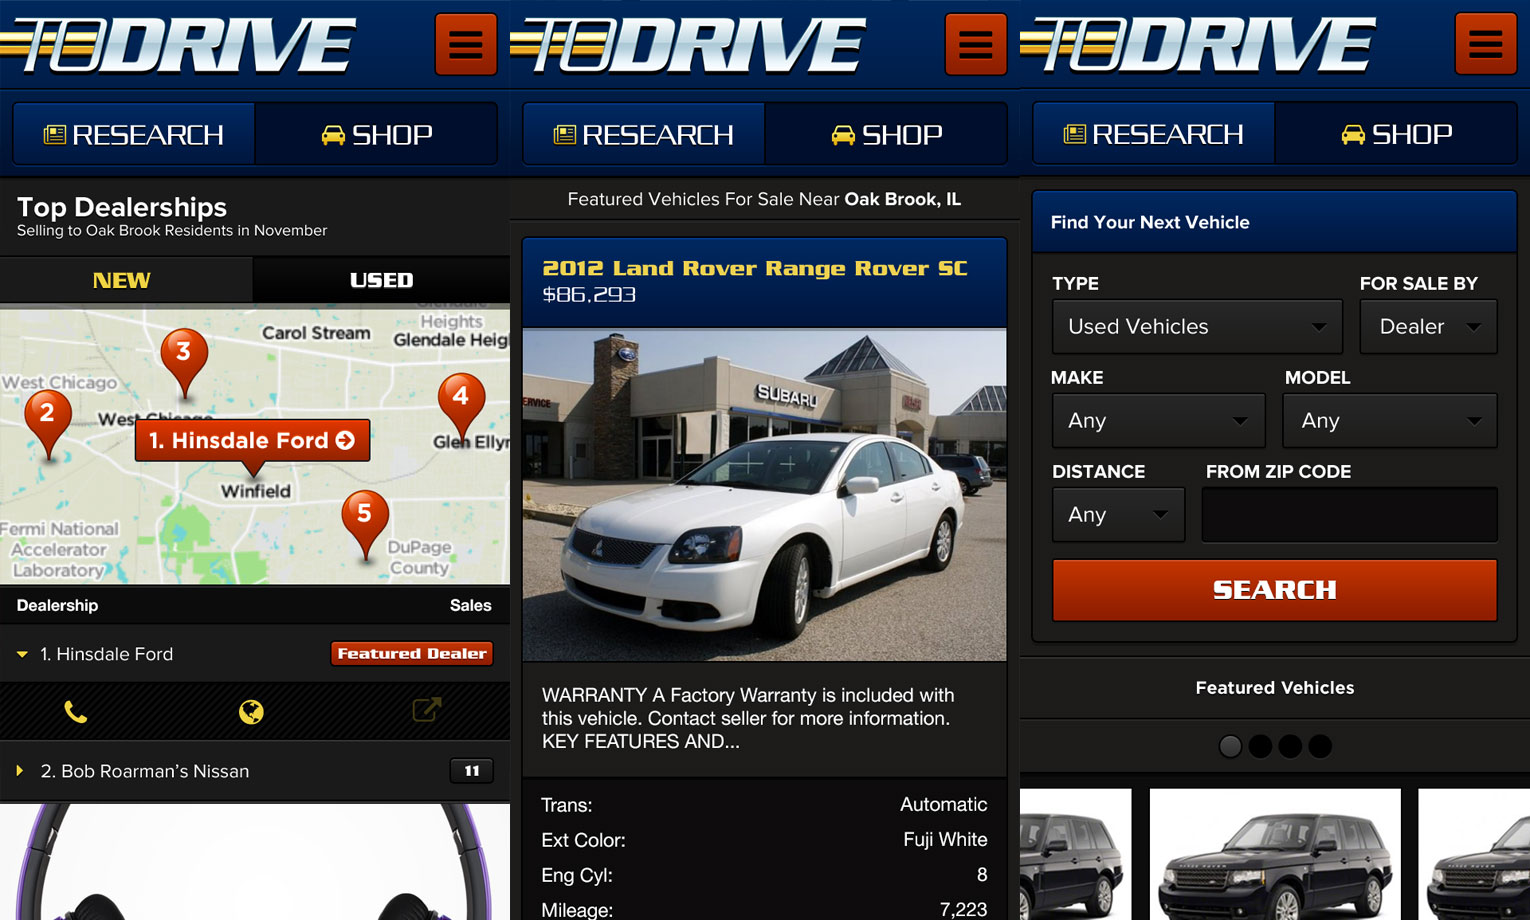 TODRIVE
RESEARCH
SHOP
Top Dealerships
Selling to Oak Brook Residents in November
NEW
USED
Glendale
Heights
Carol Stream
Glendale Heig
3
West Chicago
4
2
West Chicago
1. Hinsdale Ford
Glen Ellyn
Winfield
5
Fermi National
Accelerator
Laboratory
DuPage
County
Dealership
Sales
1. Hinsdale Ford
Featured Dealer
2. Bob Roarman's Nissan
11
TODRIVE
RESEARCH
SHOP
Featured Vehicles For Sale Near Oak Brook, IL
2012 Land Rover Range Rover SC
$86,293
SERVICE
SUBARU
WARRANTY A Factory Warranty is included with
this vehicle. Contact seller for more information.
KEY FEATURES AND...
Trans:
Automatic
Ext Color:
Fuji White
Eng Cyl:
8
Mileage:
7,223
TODRIVE
RESEARCH
SHOP
Find Your Next Vehicle
TYPE
FOR SALE BY
Used Vehicles
Dealer
MAKE
MODEL
Any
Any
DISTANCE
FROM ZIP CODE
Any
SEARCH
Featured Vehicles